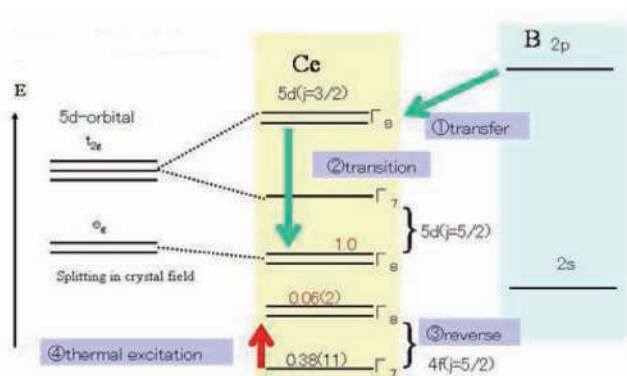 B 2p
Ce
5d(j=3/2)
E
5d-orbital
Γ8
①transfer
t2g
②transition
Γ7
5d(j=5/2)
eg
1.0
Γ8
2s
Splitting in crystal field
0.06(2)
Γ8
③reverse
④thermal excitation
0.38(11)
Γ7
4f(j=5/2)